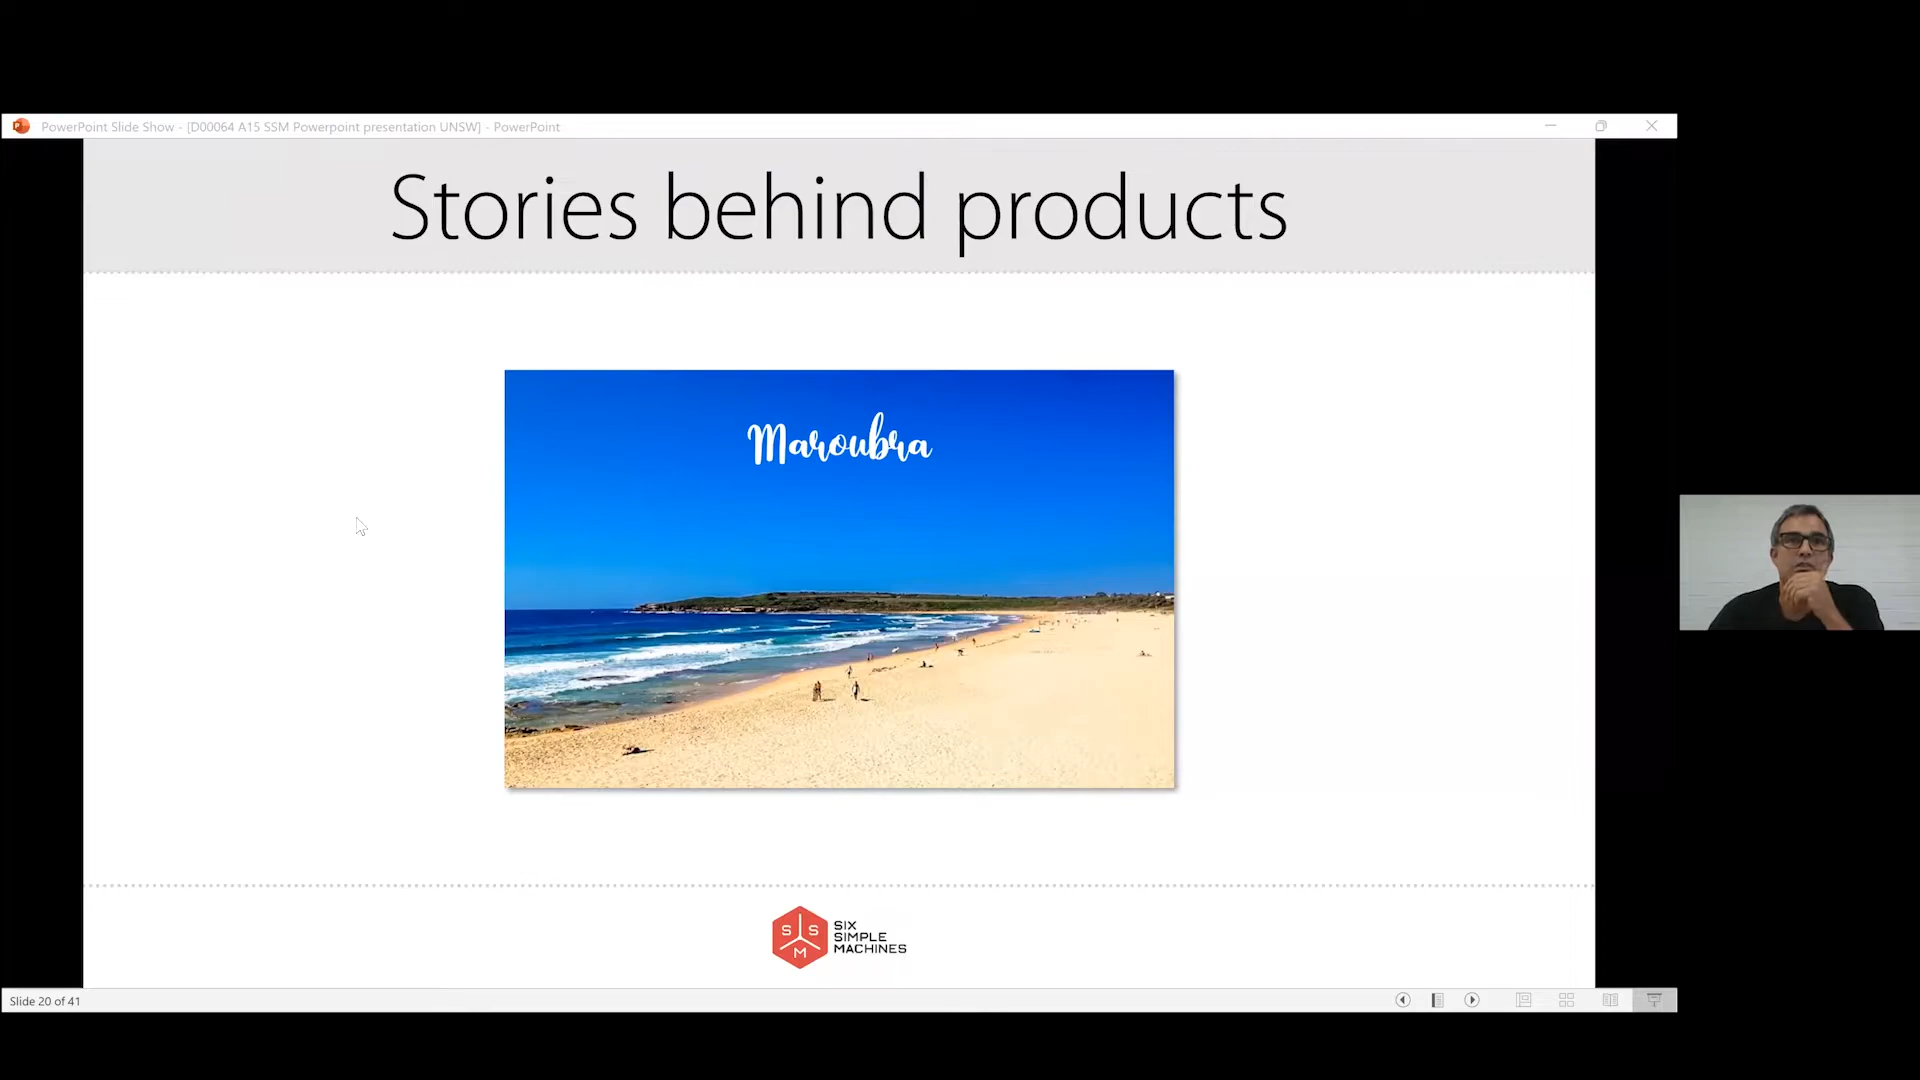 PowerPoint Slide Show - [D00064 A15 SSM Powerpoint presentation UNSW] - PowerPoint
Stories behind products
Maroubra
S S M
SIX
SIMPLE
MACHINES
Slide 20 of 41